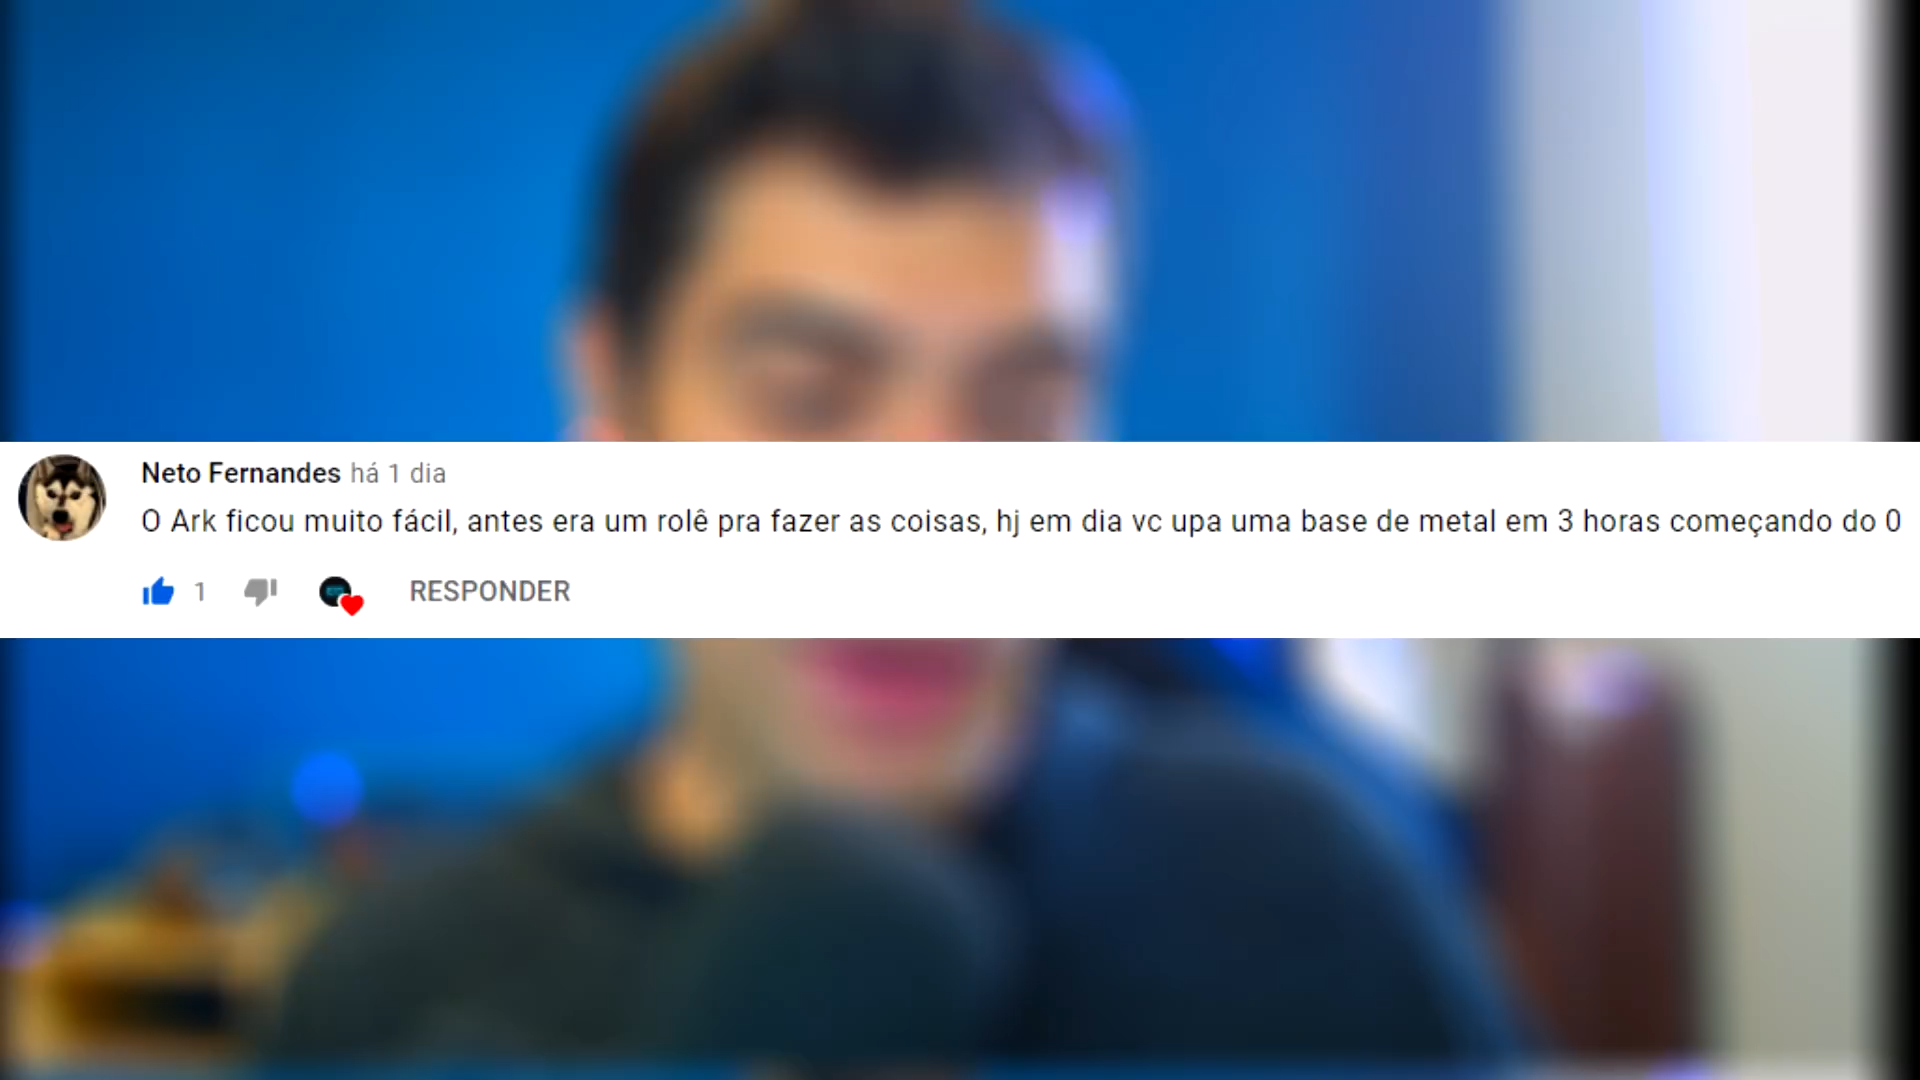 Neto Fernandes há 1 dia
O Ark ficou muito fácil, antes era um rolê pra fazer as coisas, hj em dia vc upa uma base de metal em 3 horas começando do 0
1 RESPONDER